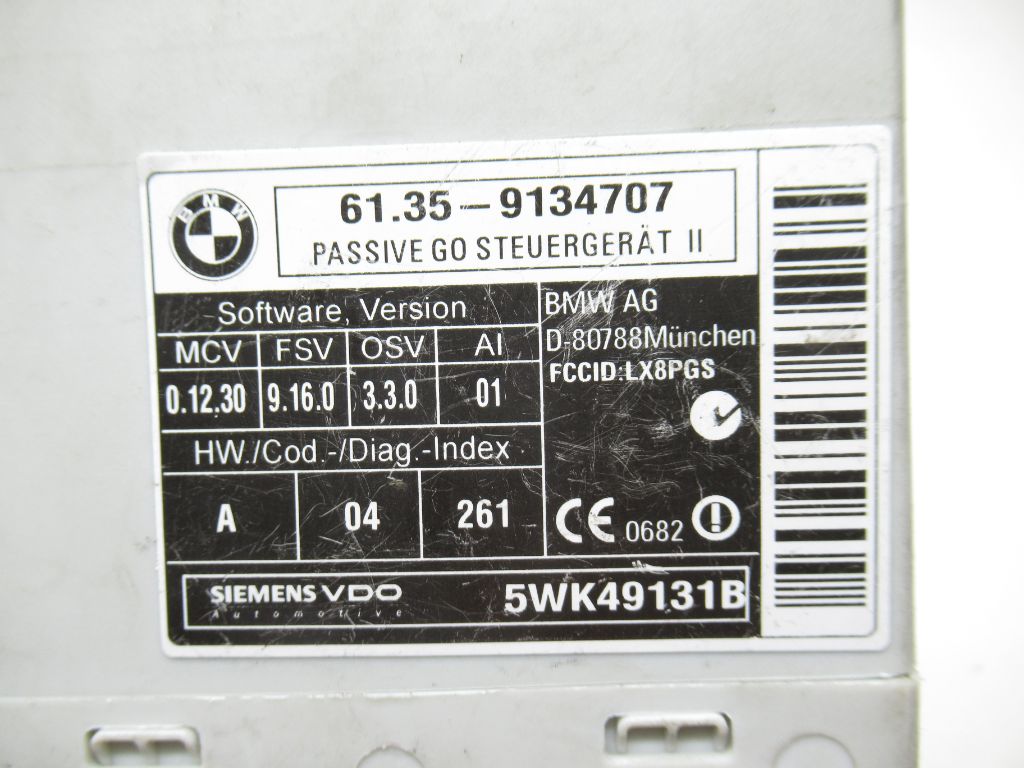 BMW
61.35 – 9134707
PASSIVE GO STEUERGERÄT II
Software, Version
MCV FSV OSV AI
0.12.30 9.16.0 3.3.0 01
HW./Cod.-/Diag.-Index
A 04 261
BMW AG
D-80788 München
FCCID:LX8PGS
CE 0682
SIEMENS VDO
Automotive
5WK49131B